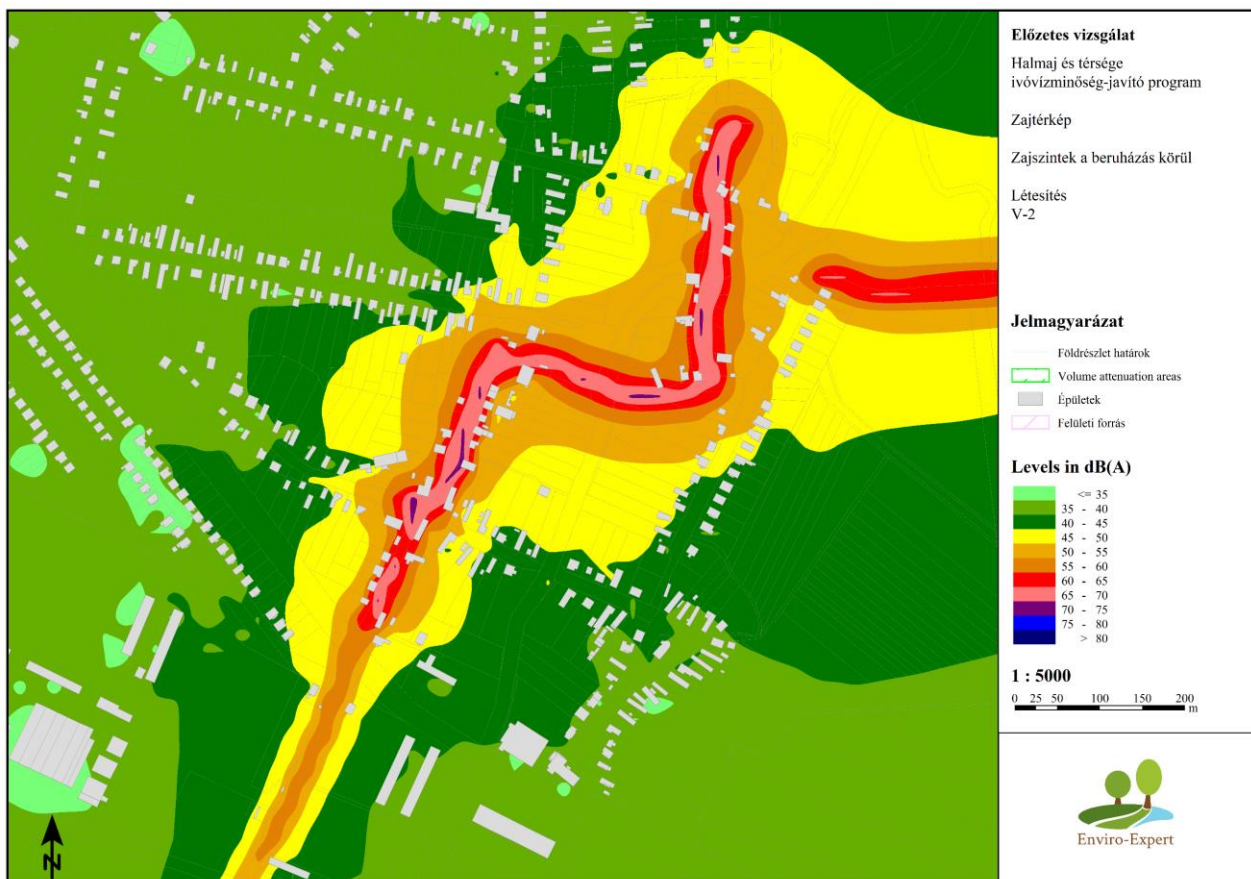 Előzetes vizsgálat
Halmaj és térsége
ivóvízminőség-javító program
Zajtérkép
Zajszintek a beruházás körül
Létesítés
V-2
Jelmagyarázat
Földrészlet határok
Volume attenuation areas
Épületek
Felületi forrás
Levels in dB(A)
<= 35
35 - 40
40 - 45
45 - 50
50 - 55
55 - 60
60 - 65
65 - 70
70 - 75
75 - 80
> 80
1 : 5000
0 25 50 100 150 200
m
Enviro-Expert
N